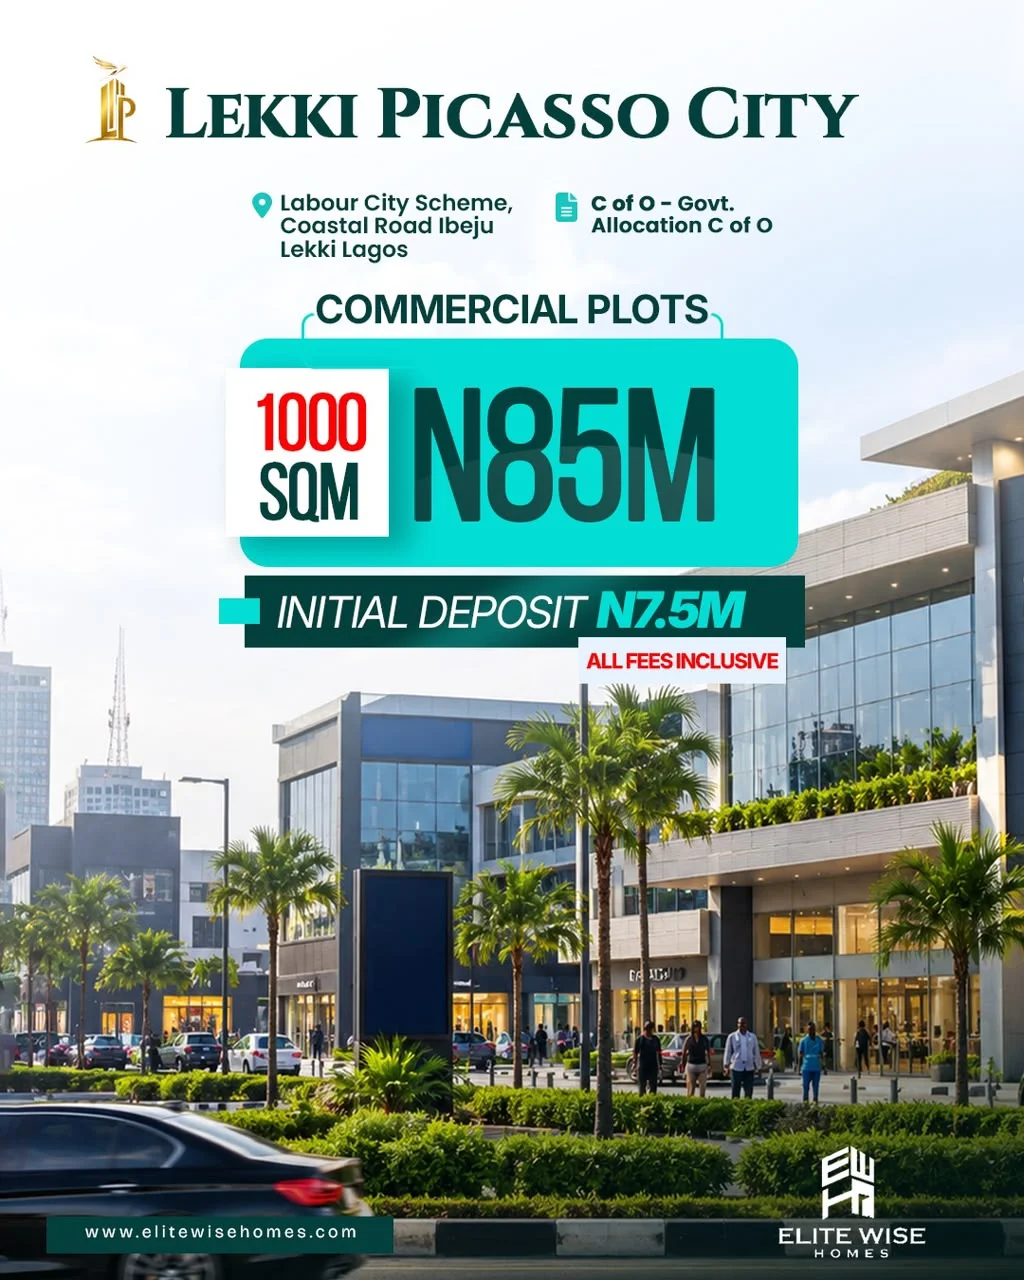 LEKKI PICASSO CITY
Labour City Scheme,
Coastal Road Ibeju
Lekki Lagos
C of O – Govt.
Allocation C of O
COMMERCIAL PLOTS
1000
SQM
N85M
INITIAL DEPOSIT N7.5M
ALL FEES INCLUSIVE
www.elitewisehomes.com
ELITE WISE
HOMES